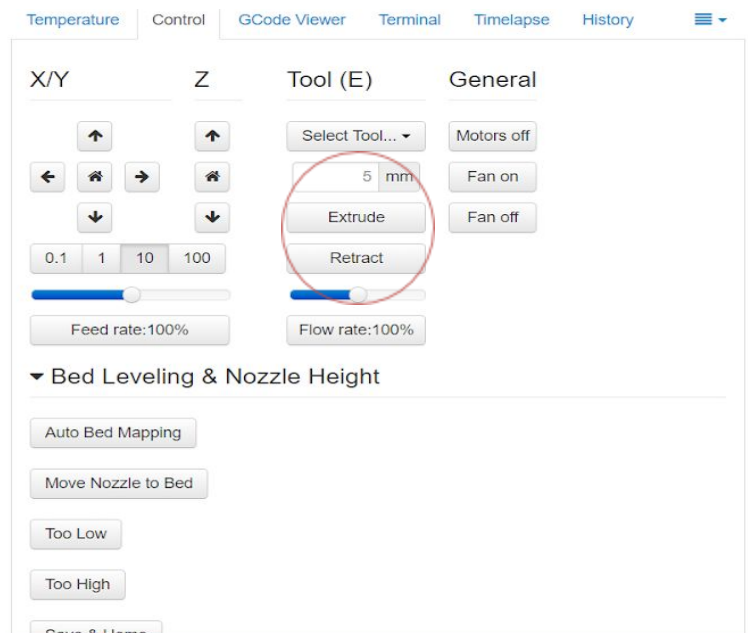 Temperature Control GCode Viewer Terminal Timelapse History
X/Y Z Tool (E) General
Select Tool... Motors off
5 mm Fan on
Extrude Fan off
0.1 1 10 100 Retract
Feed rate:100% Flow rate:100%
Bed Leveling & Nozzle Height
Auto Bed Mapping
Move Nozzle to Bed
Too Low
Too High
Save & Home